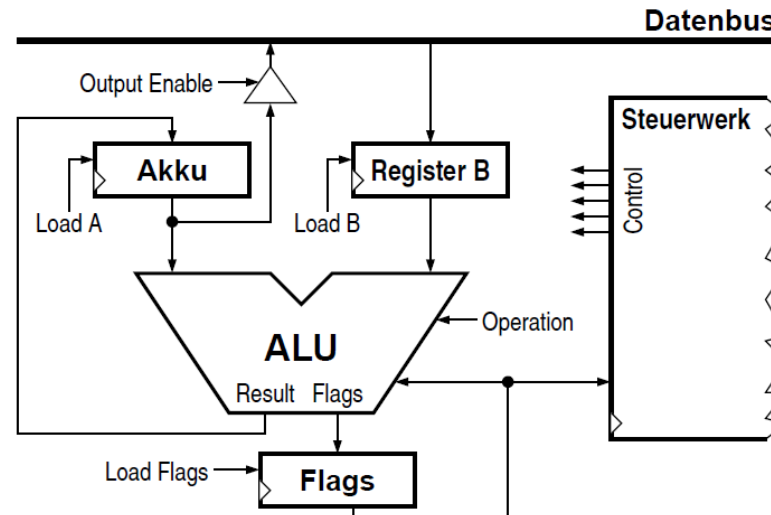 Datenbus
Output Enable
Steuerwerk
Akku
Register B
Control
Load A
Load B
Operation
ALU
Result Flags
Load Flags
Flags